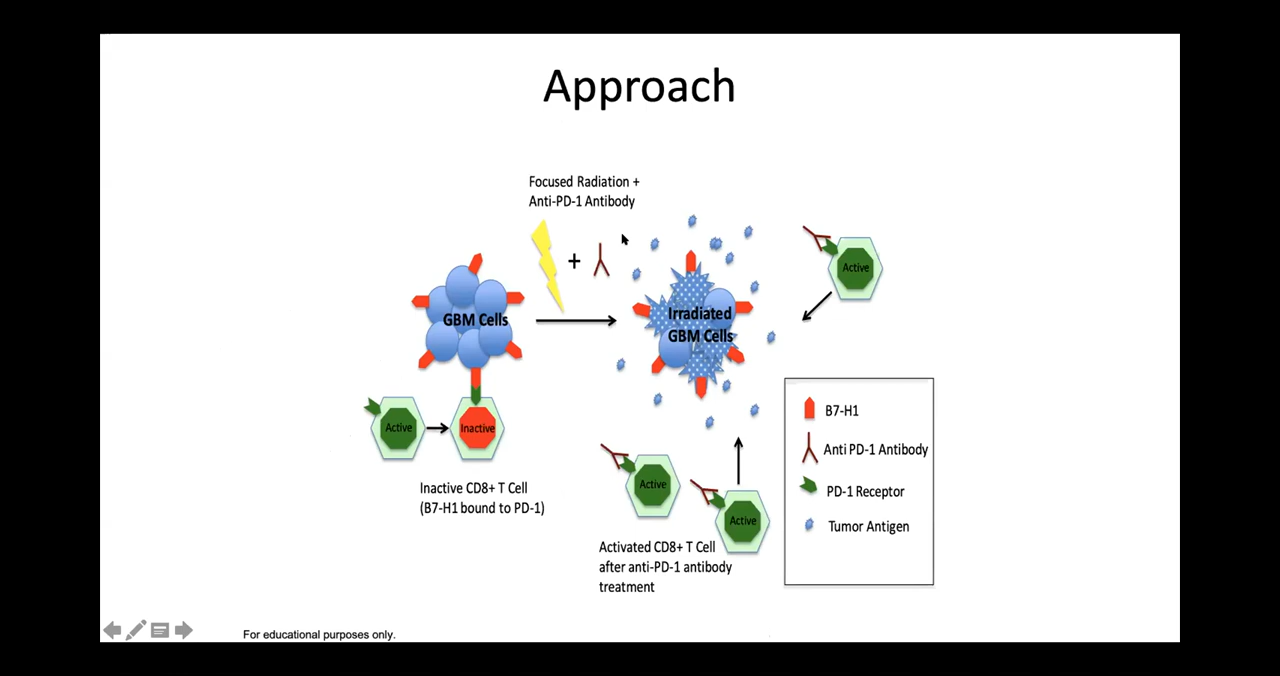 Approach
Focused Radiation +
Anti-PD-1 Antibody
+
GBM Cells
Irradiated
GBM Cells
Active
Active
Inactive
Inactive CD8+ T Cell
(B7-H1 bound to PD-1)
Active
Active
Activated CD8+ T Cell
after anti-PD-1 antibody
treatment
B7-H1
Anti PD-1 Antibody
PD-1 Receptor
Tumor Antigen
For educational purposes only.